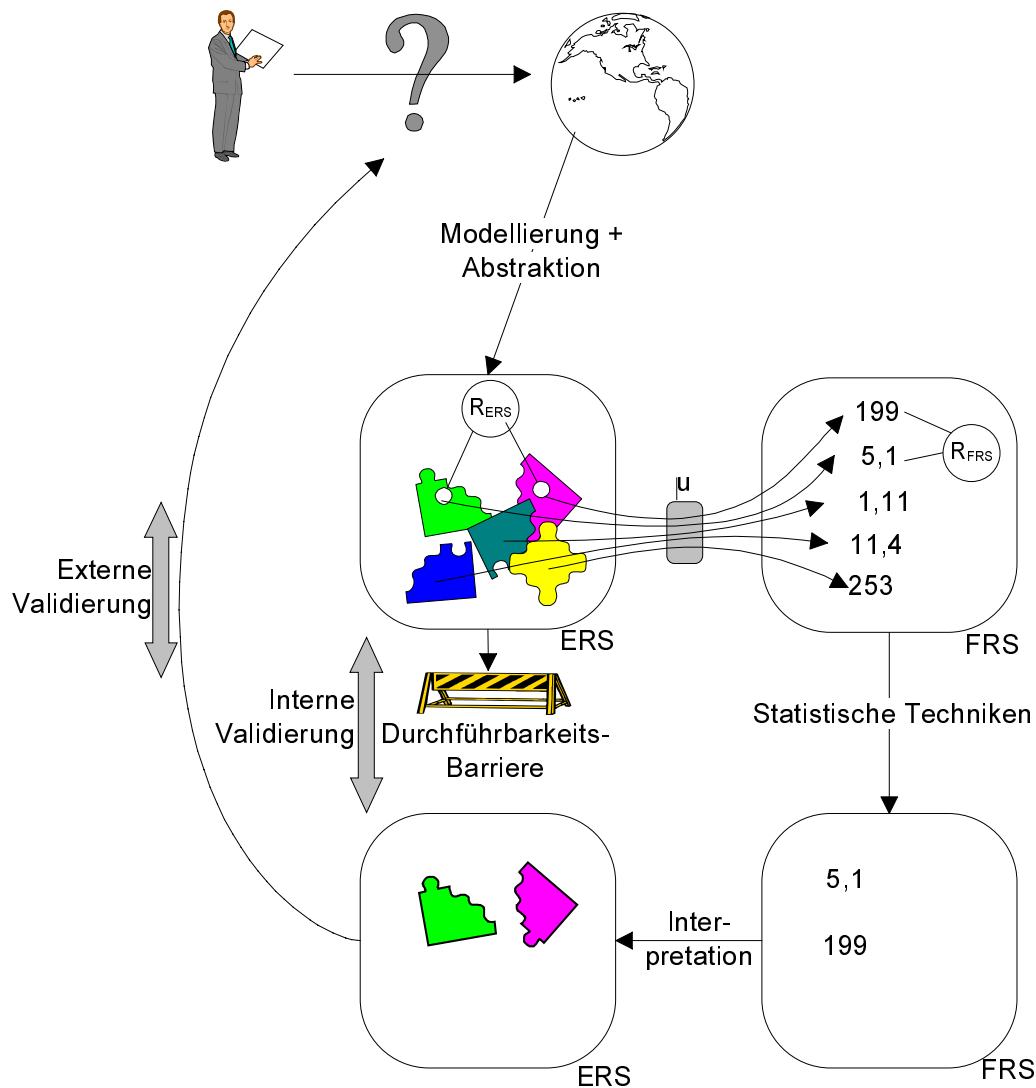 Modellierung +
Abstraktion
RERS
u
199
5,1
1,11
11,4
253
RFRS
ERS
FRS
Externe
Validierung
Interne
Validierung
Durchführbarkeits-
Barriere
Statistische Techniken
5,1
199
Inter-
pretation
ERS
FRS